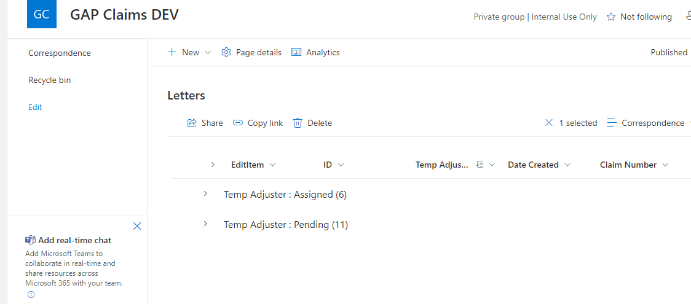 GC GAP Claims DEV
Private group | Internal Use Only Not following
Correspondence
Recycle bin
Edit
+ New Page details Analytics Published
Letters
Share Copy link Delete 1 selected Correspondence
EditItem ID Temp Adjus... Date Created Claim Number
Temp Adjuster : Assigned (6)
Temp Adjuster : Pending (11)
Add real-time chat
Add Microsoft Teams to
collaborate in real-time and
share resources across
Microsoft 365 with your team.